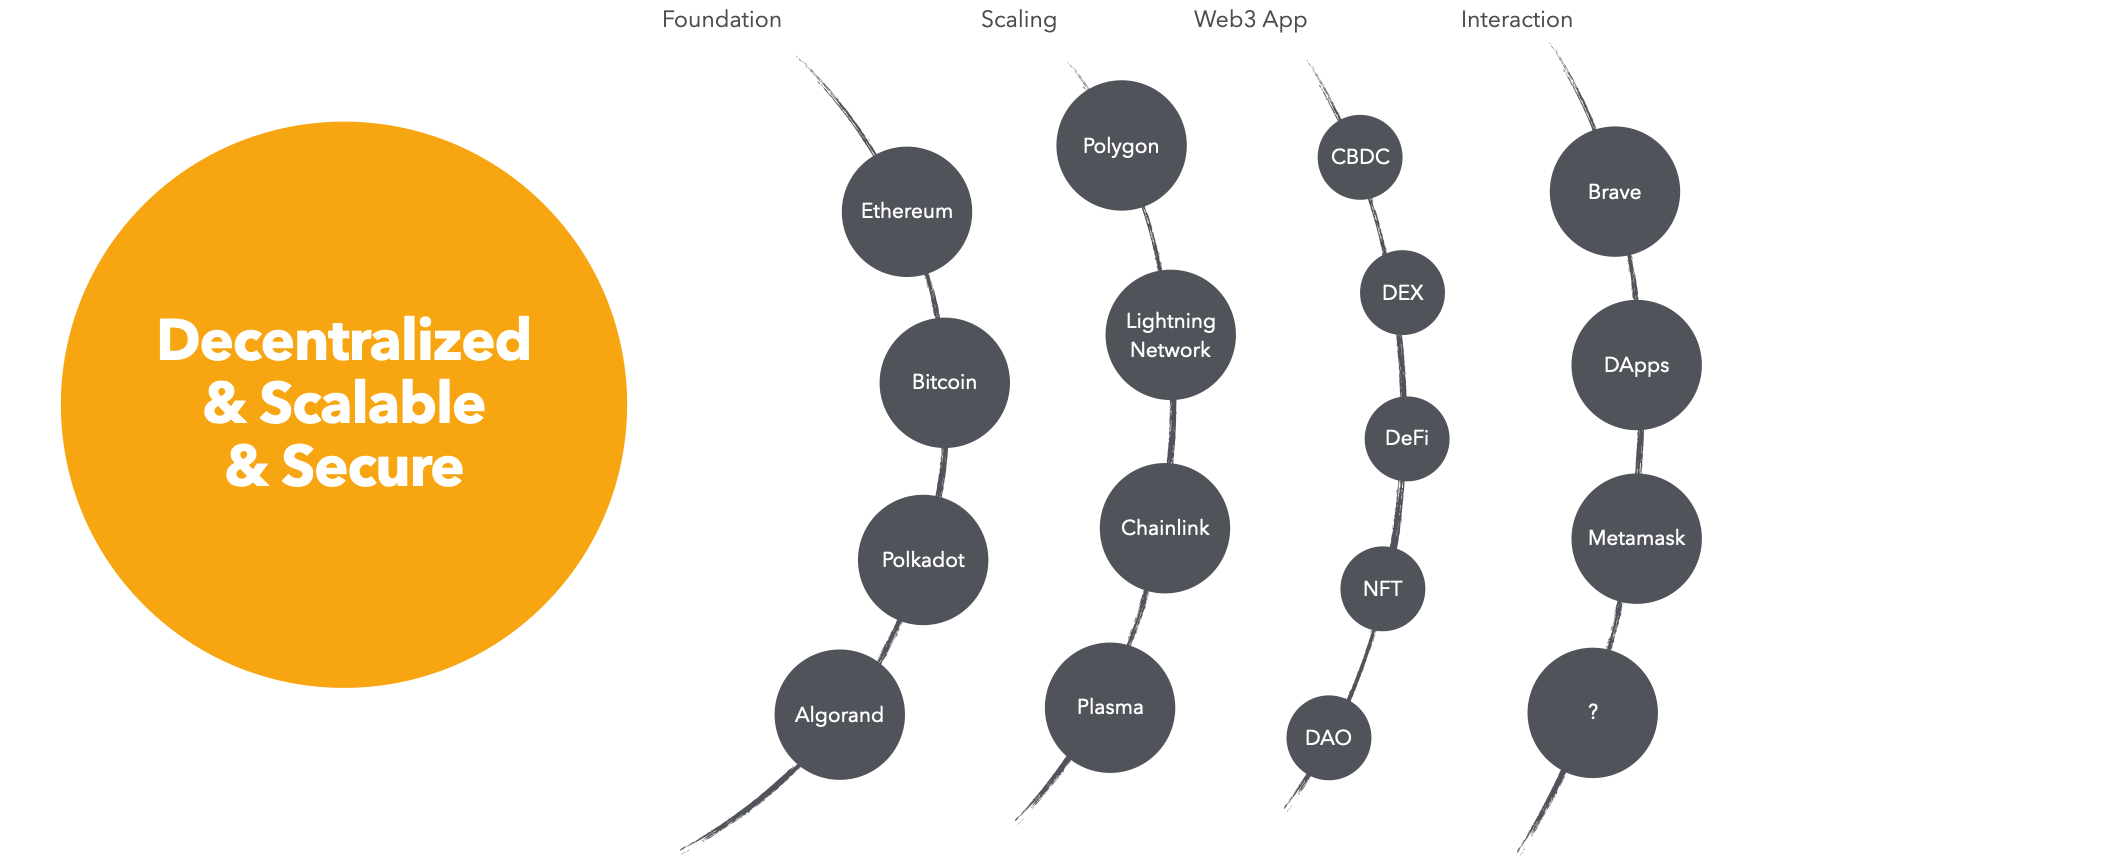 Foundation
Scaling
Web3 App
Interaction
Decentralized
& Scalable
& Secure
Ethereum
Bitcoin
Polkadot
Algorand
Polygon
Lightning
Network
Chainlink
Plasma
CBDC
DEX
DeFi
NFT
DAO
Brave
DApps
Metamask
?